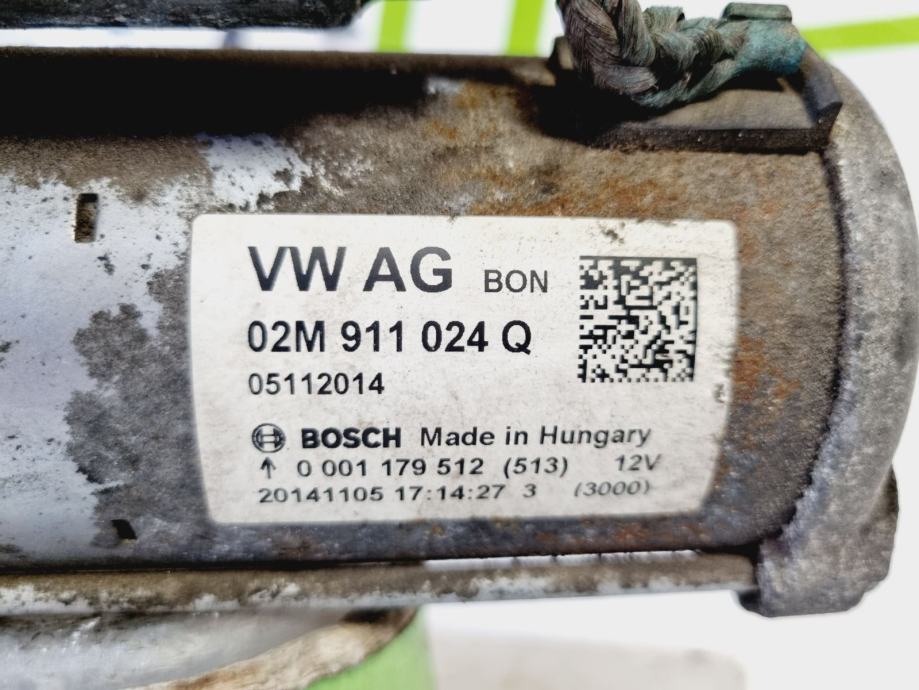 VW AG BON
02M 911 024 Q
05112014
BOSCH Made in Hungary
↑ 0 001 179 512 (513) 12V
20141105 17:14:27 3 (3000)